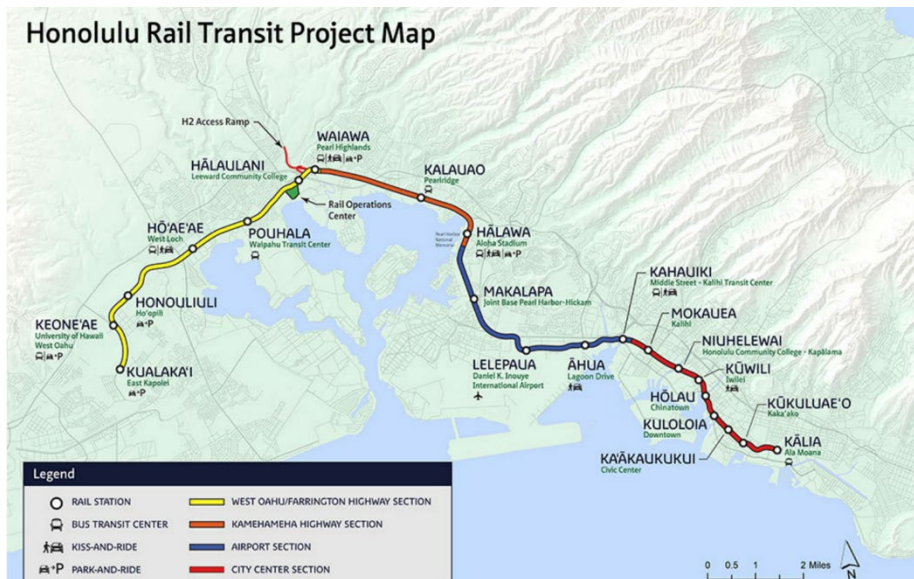 Honolulu Rail Transit Project Map
H2 Access Ramp
WAIAWA
Pearl Highlands
P
HĀLAULANI
Leeward Community College
KALAUAO
Pearlridge
Rail Operations
Center
HŌ'AE'AE
West Loch
POUHALA
Waipahu Transit Center
Pearl Harbor
National
Memorial
HĀLAWA
Aloha Stadium
P
KAHAUIKI
Middle Street - Kalihi Transit Center
MAKALAPA
Joint Base Pearl Harbor-Hickam
HONOULIULI
Ho'opili
P
MOKAUEA
Kalihi
KEONE'AE
University of Hawaii
West Oahu
P
NIUHELEWAI
Honolulu Community College - Kapālama
KUALAKA'I
East Kapolei
P
LELEPAUA
Daniel K. Inouye
International Airport
ĀHUA
Lagoon Drive
KŪWILI
Iwilei
HŌLAU
Chinatown
KŪKULUAE'O
Kaka'ako
KULOLOIA
Downtown
KĀLIA
Ala Moana
KA'ĀKAUKUKUI
Civic Center
Legend
RAIL STATION
WEST OAHU/FARRINGTON HIGHWAY SECTION
BUS TRANSIT CENTER
KAMEHAMEHA HIGHWAY SECTION
KISS-AND-RIDE
AIRPORT SECTION
P PARK-AND-RIDE
CITY CENTER SECTION
0 0.5 1 2 Miles
N